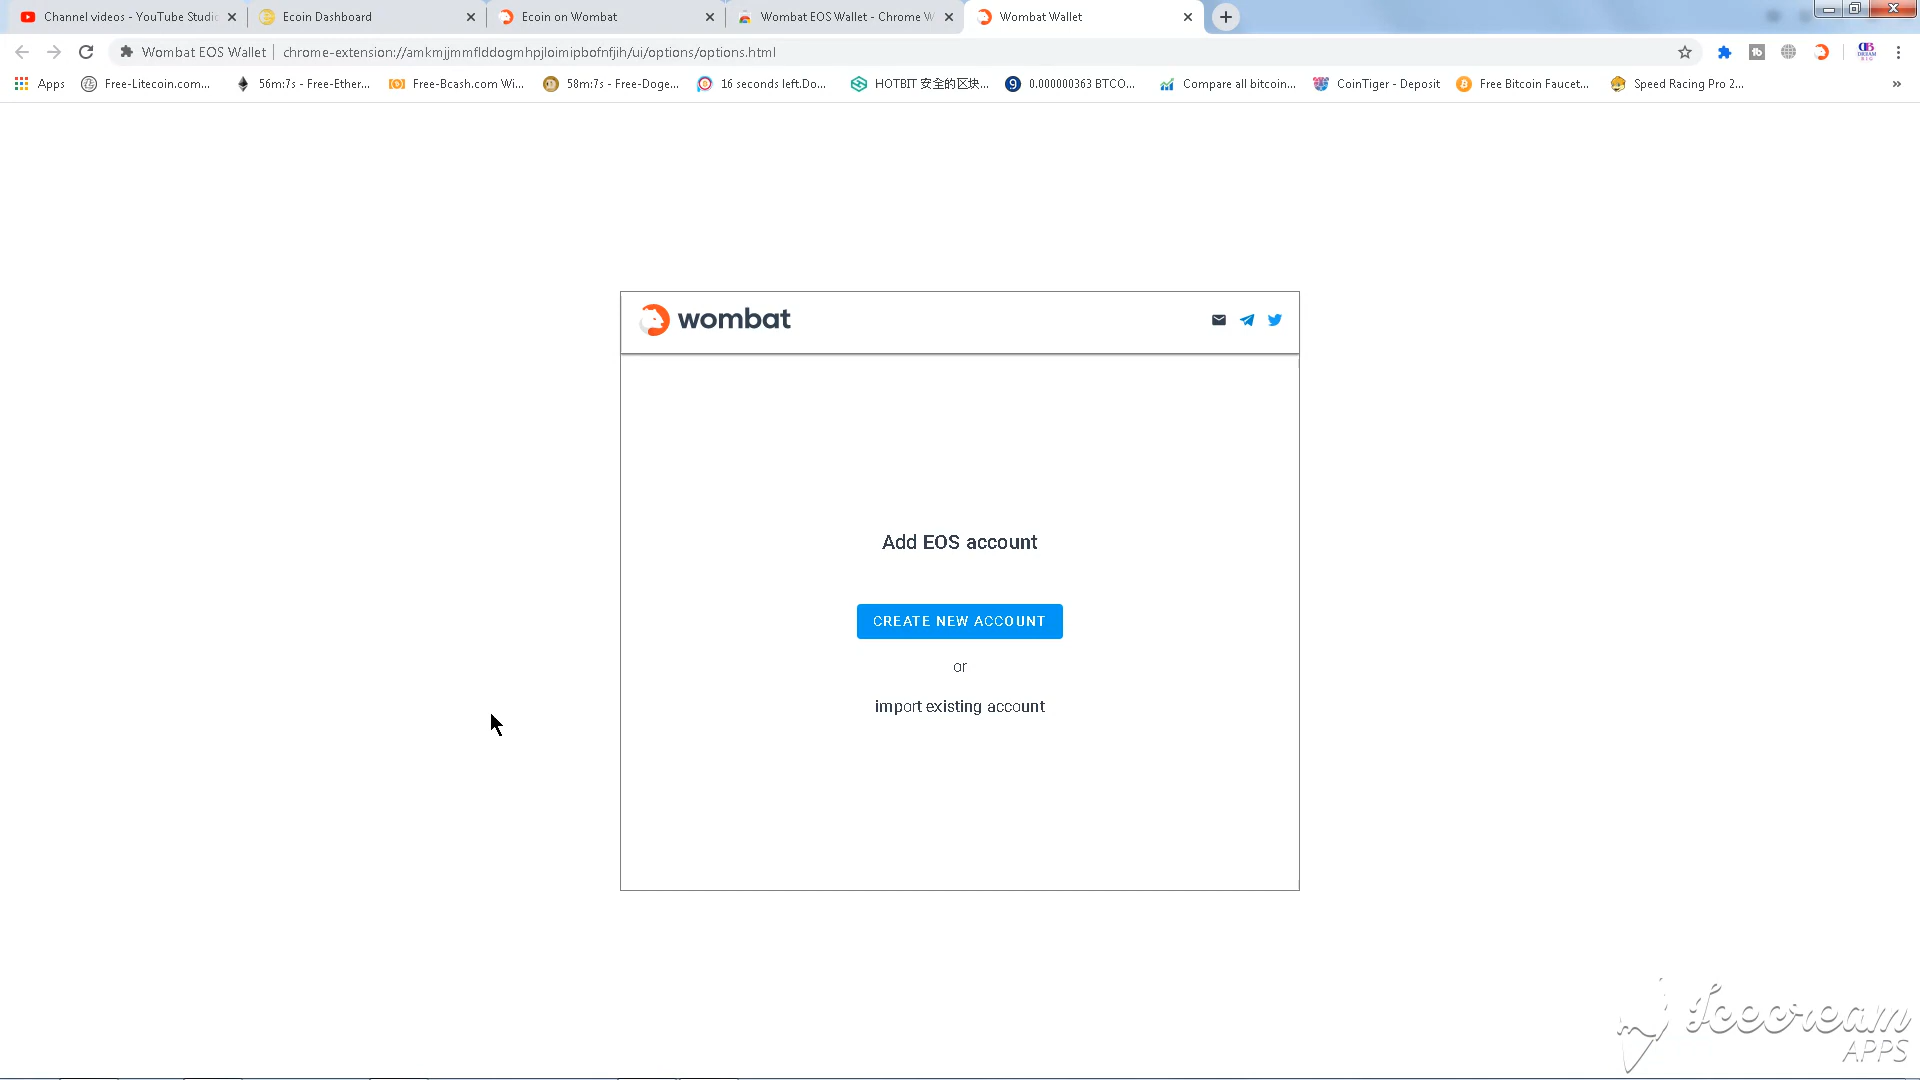 Channel videos - YouTube Studio
Ecoin Dashboard
Ecoin on Wombat
Wombat EOS Wallet - Chrome W
Wombat Wallet
Wombat EOS Wallet
chrome-extension://amkmjjmmflddogmhpjloimipbofnfjih/ui/options/options.html
Apps
Free-Litecoin.com...
56m:7s - Free-Ether...
Free-Bcash.com Wi...
58m:7s - Free-Doge...
16 seconds left.Do...
HOTBIT 安全的区块...
0.000000363 BTCO...
Compare all bitcoin...
CoinTiger - Deposit
Free Bitcoin Faucet...
Speed Racing Pro 2...
»
wombat
Add EOS account
CREATE NEW ACCOUNT
or
import existing account
Icecream
APPS